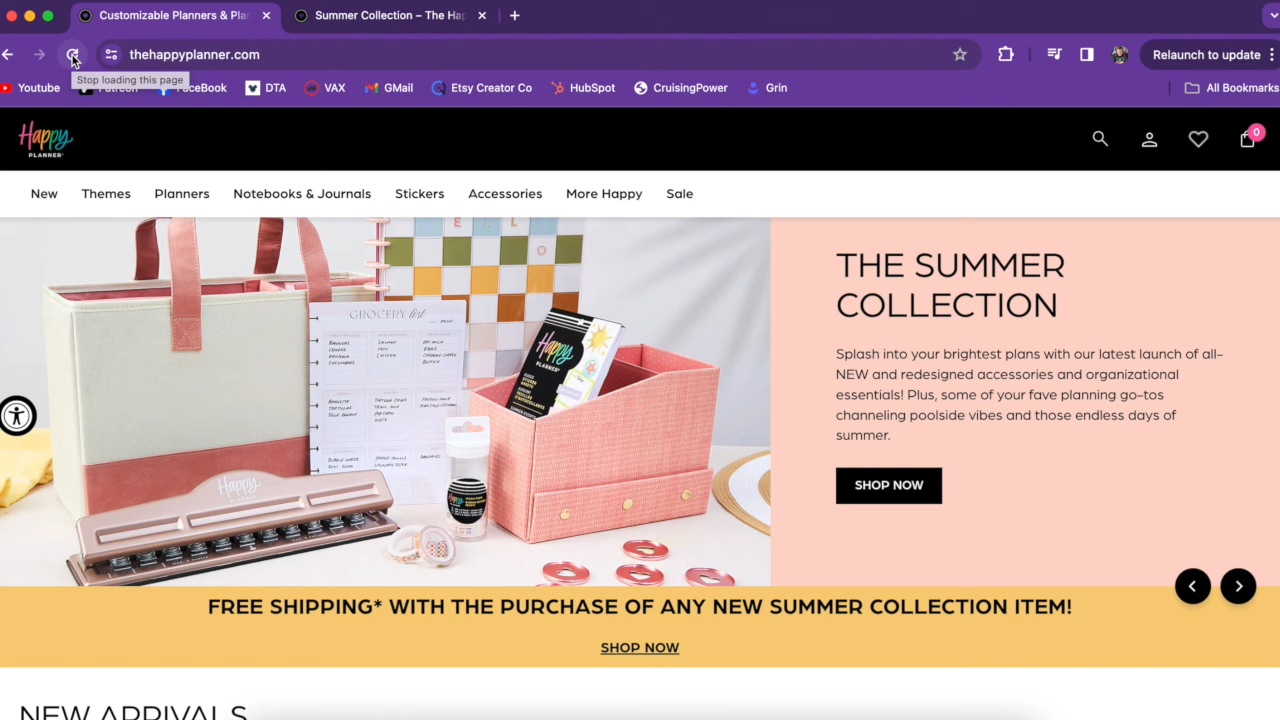 Customizable Planners & Pla
Summer Collection – The Hap
thehappyplanner.com
Relaunch to update
Stop loading this page
Youtube
FaceBook
DTA
VAX
GMail
Etsy Creator Co
HubSpot
CruisingPower
Grin
All Bookmarks
Happy
PLANNER
0
New
Themes
Planners
Notebooks & Journals
Stickers
Accessories
More Happy
Sale
GROCERY list
Happy
PLANNER
Happy
THE SUMMER
COLLECTION
Splash into your brightest plans with our latest launch of all-
NEW and redesigned accessories and organizational
essentials! Plus, some of your fave planning go-tos
channeling poolside vibes and those endless days of
summer.
SHOP NOW
FREE SHIPPING* WITH THE PURCHASE OF ANY NEW SUMMER COLLECTION ITEM!
SHOP NOW
NEW ARRIVALS